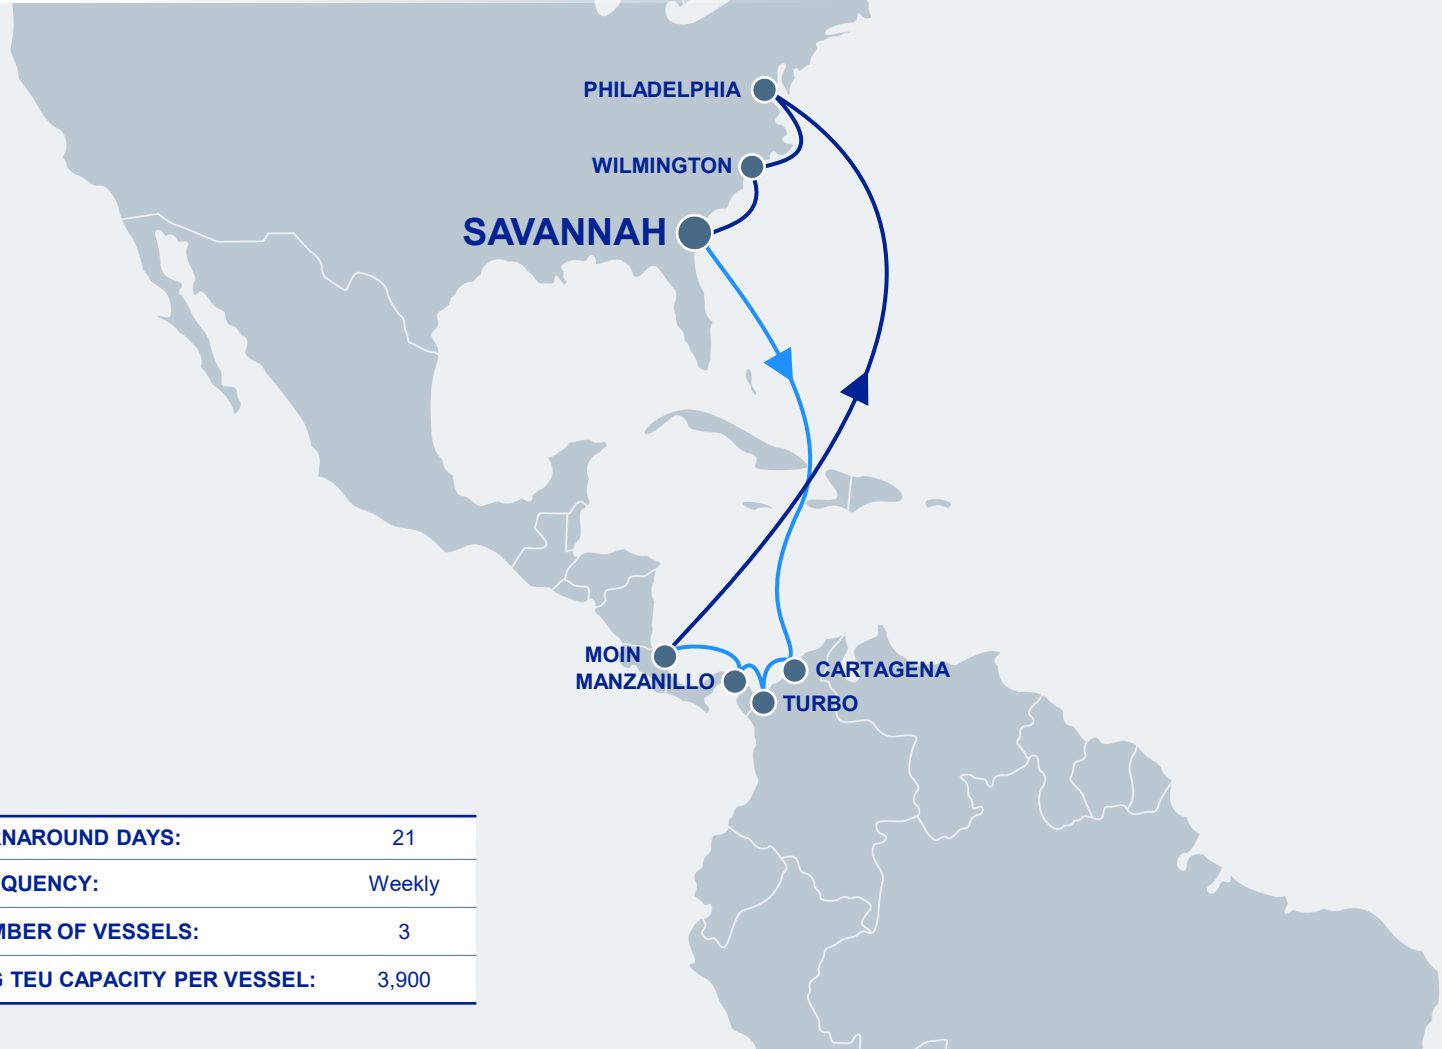 PHILADELPHIA
WILMINGTON
SAVANNAH
MOIN
MANZANILLO
CARTAGENA
TURBO
RNAROUND DAYS: 21
QUENCY: Weekly
MBER OF VESSELS: 3
G TEU CAPACITY PER VESSEL: 3,900